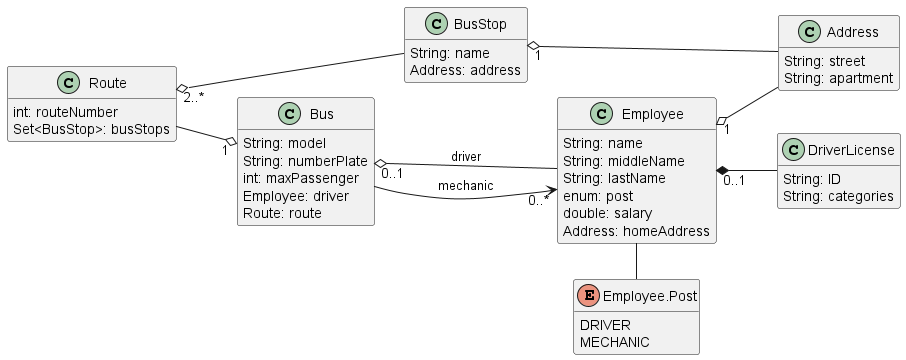 C BusStop
String: name
Address: address
1
C Address
String: street
String: apartment
C Route
int: routeNumber
Set<BusStop>: busStops
2..*
1
C Bus
String: model
String: numberPlate
int: maxPassenger
Employee: driver
Route: route
0..1
driver
mechanic
0..*
C Employee
String: name
String: middleName
String: lastName
enum: post
double: salary
Address: homeAddress
1
0..1
C DriverLicense
String: ID
String: categories
E Employee.Post
DRIVER
MECHANIC